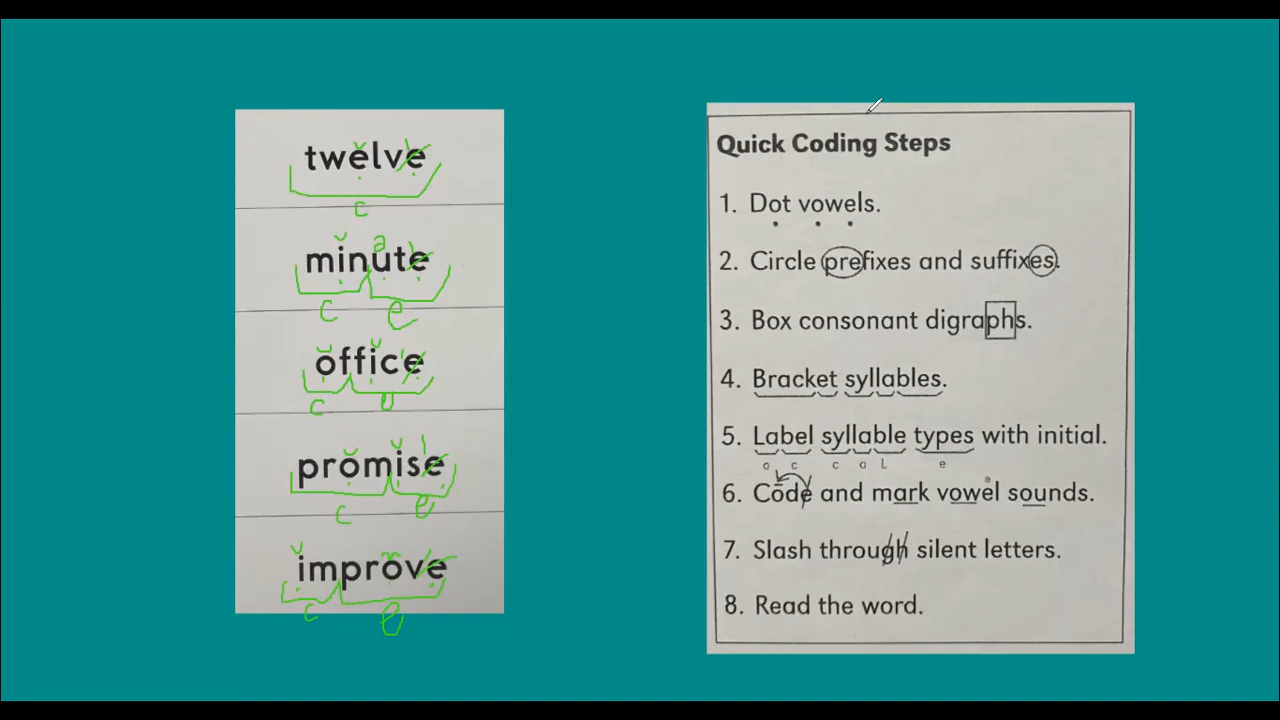 twelve
c
a
minute
c e
office
c
promise
c e
improve
c e
Quick Coding Steps
1. Dot vowels.
2. Circle prefixes and suffixes.
3. Box consonant digraphs.
4. Bracket syllables.
5. Label syllable types with initial.
o c c a L e
a
6. Code and mark vowel sounds.
7. Slash through silent letters.
8. Read the word.